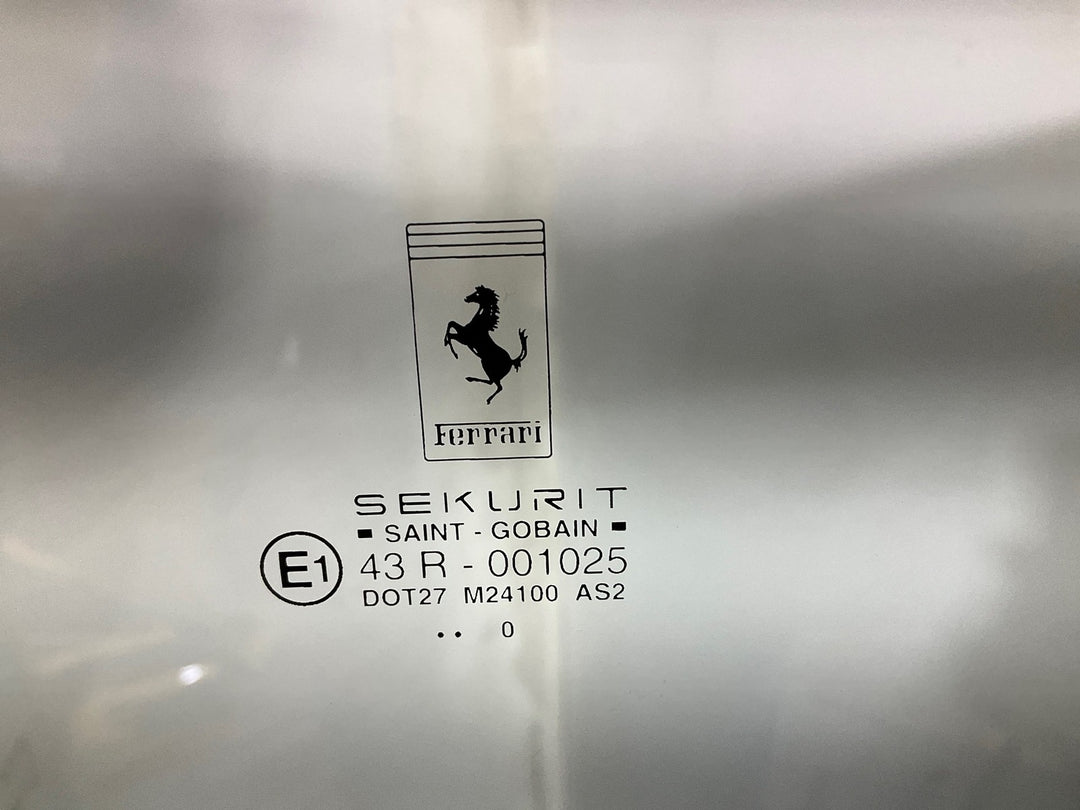 Ferrari
SEKURIT
SAINT - GOBAIN
E1 43 R - 001025
DOT27 M24100 AS2
.. 0